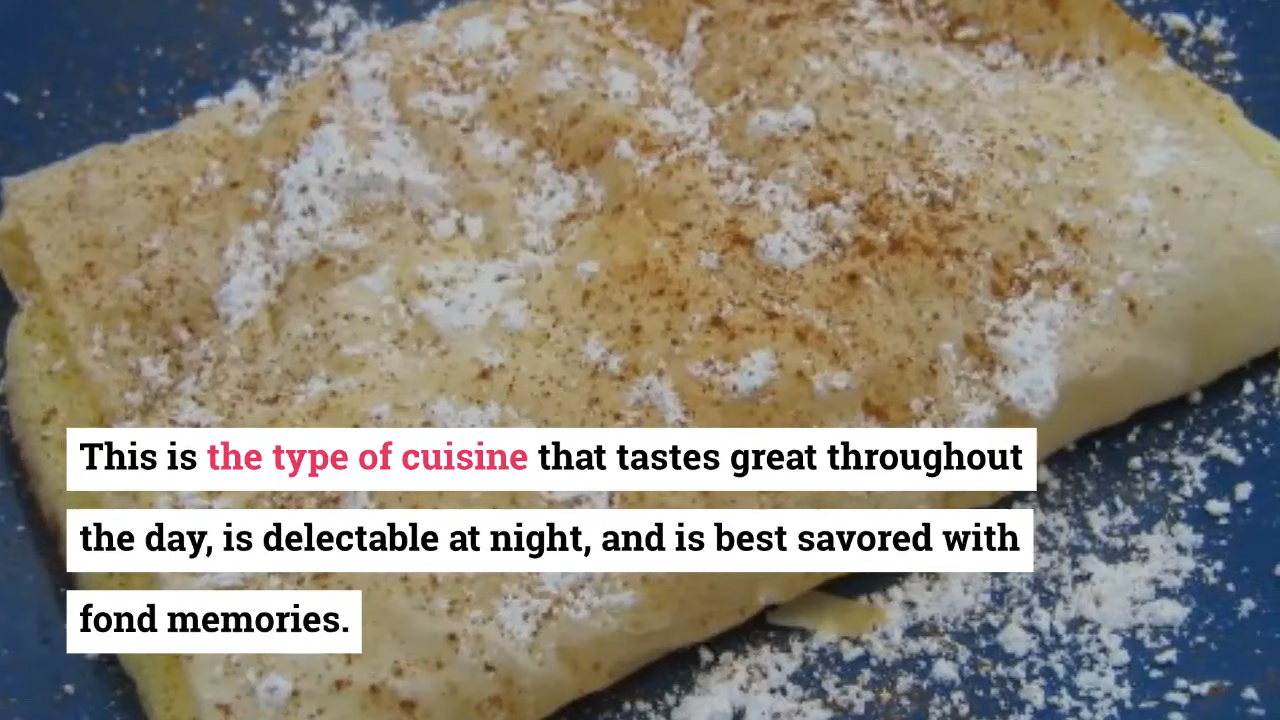 This is the type of cuisine that tastes great throughout
the day, is delectable at night, and is best savored with
fond memories.